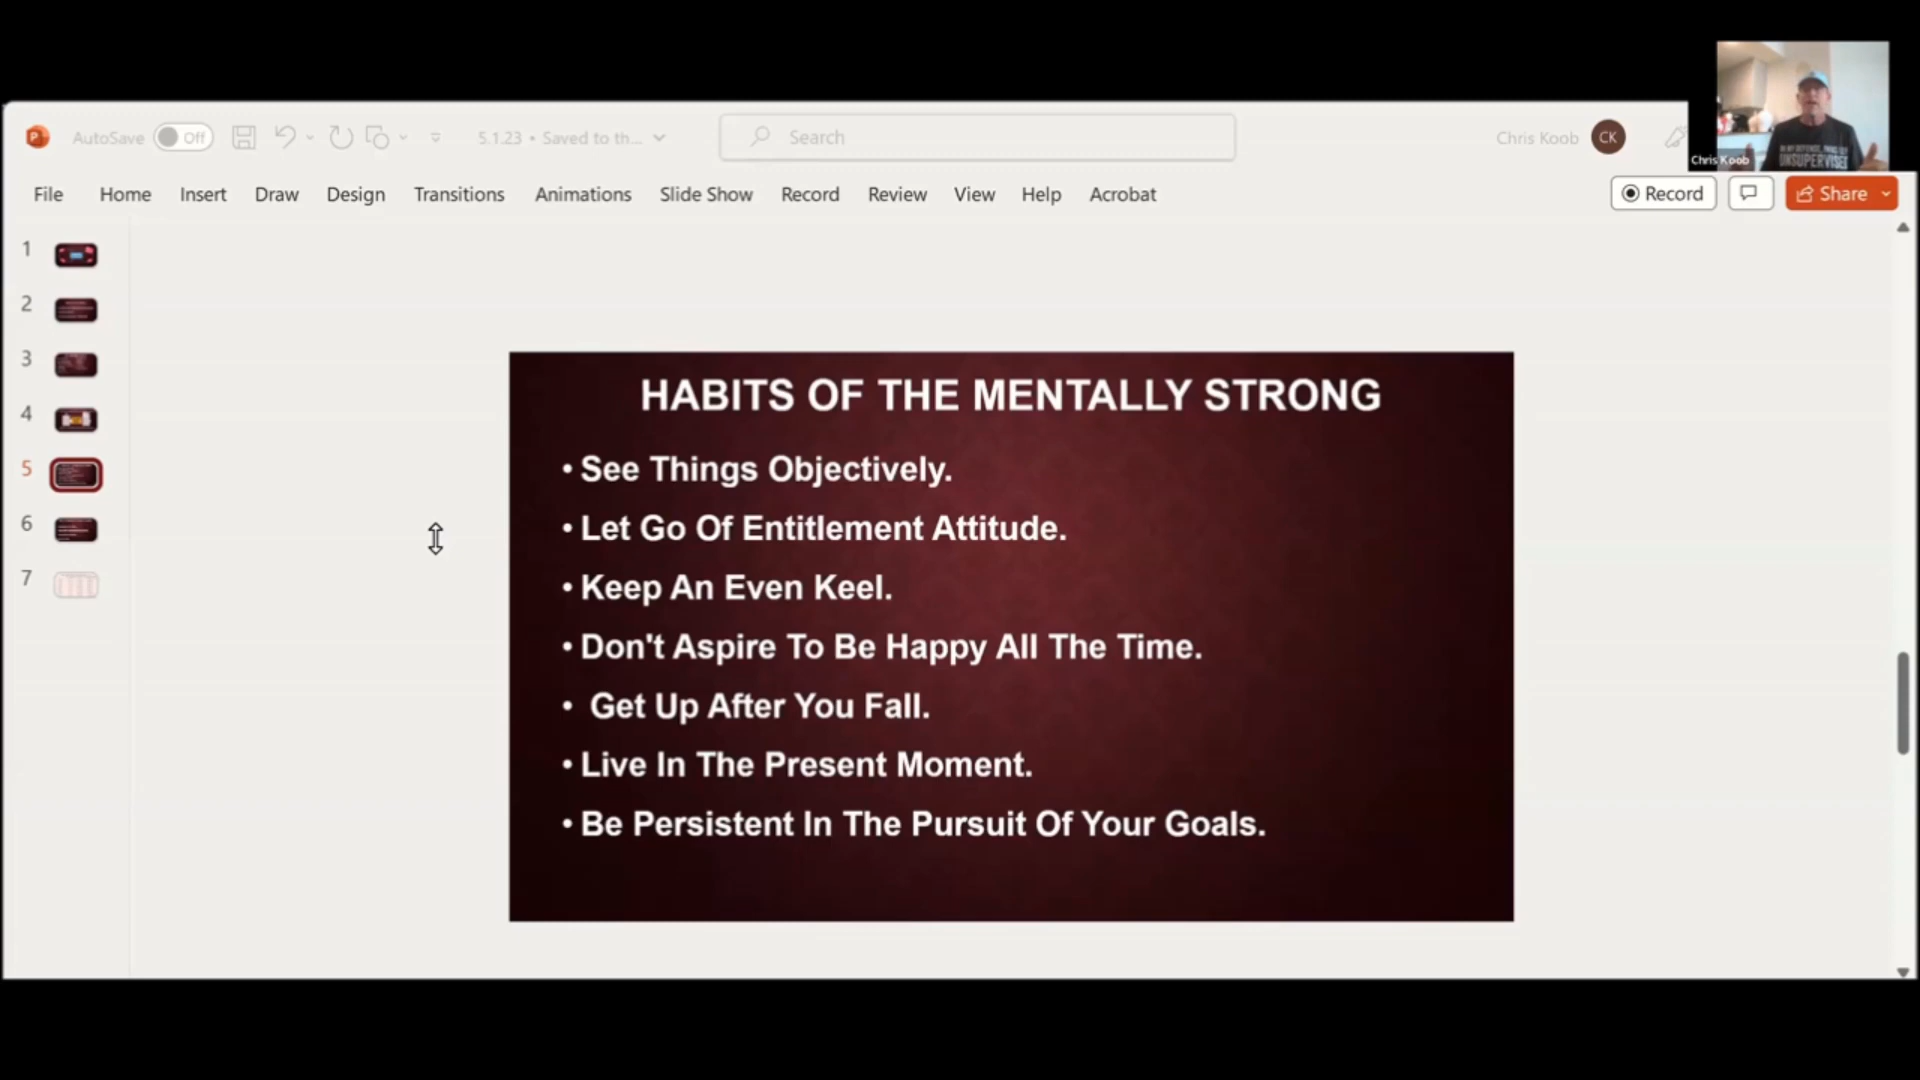 AutoSave Off 5.1.23 • Saved to th... Search Chris Koob CK
Chris Koob
UNSUPERVISED
File Home Insert Draw Design Transitions Animations Slide Show Record Review View Help Acrobat Record Share
1
2
3
4
5
6
7
HABITS OF THE MENTALLY STRONG
• See Things Objectively.
• Let Go Of Entitlement Attitude.
• Keep An Even Keel.
• Don't Aspire To Be Happy All The Time.
• Get Up After You Fall.
• Live In The Present Moment.
• Be Persistent In The Pursuit Of Your Goals.